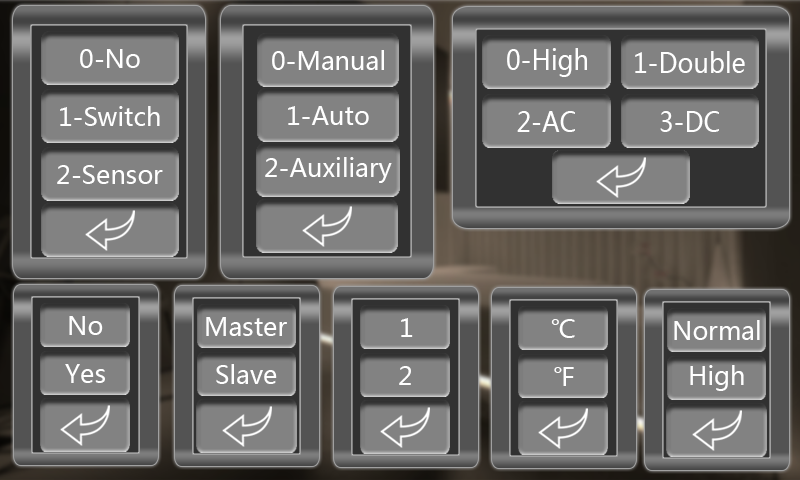 0-No
1-Switch
2-Sensor
0-Manual
1-Auto
2-Auxiliary
0-High
1-Double
2-AC
3-DC
No
Yes
Master
Slave
1
2
℃
℉
Normal
High